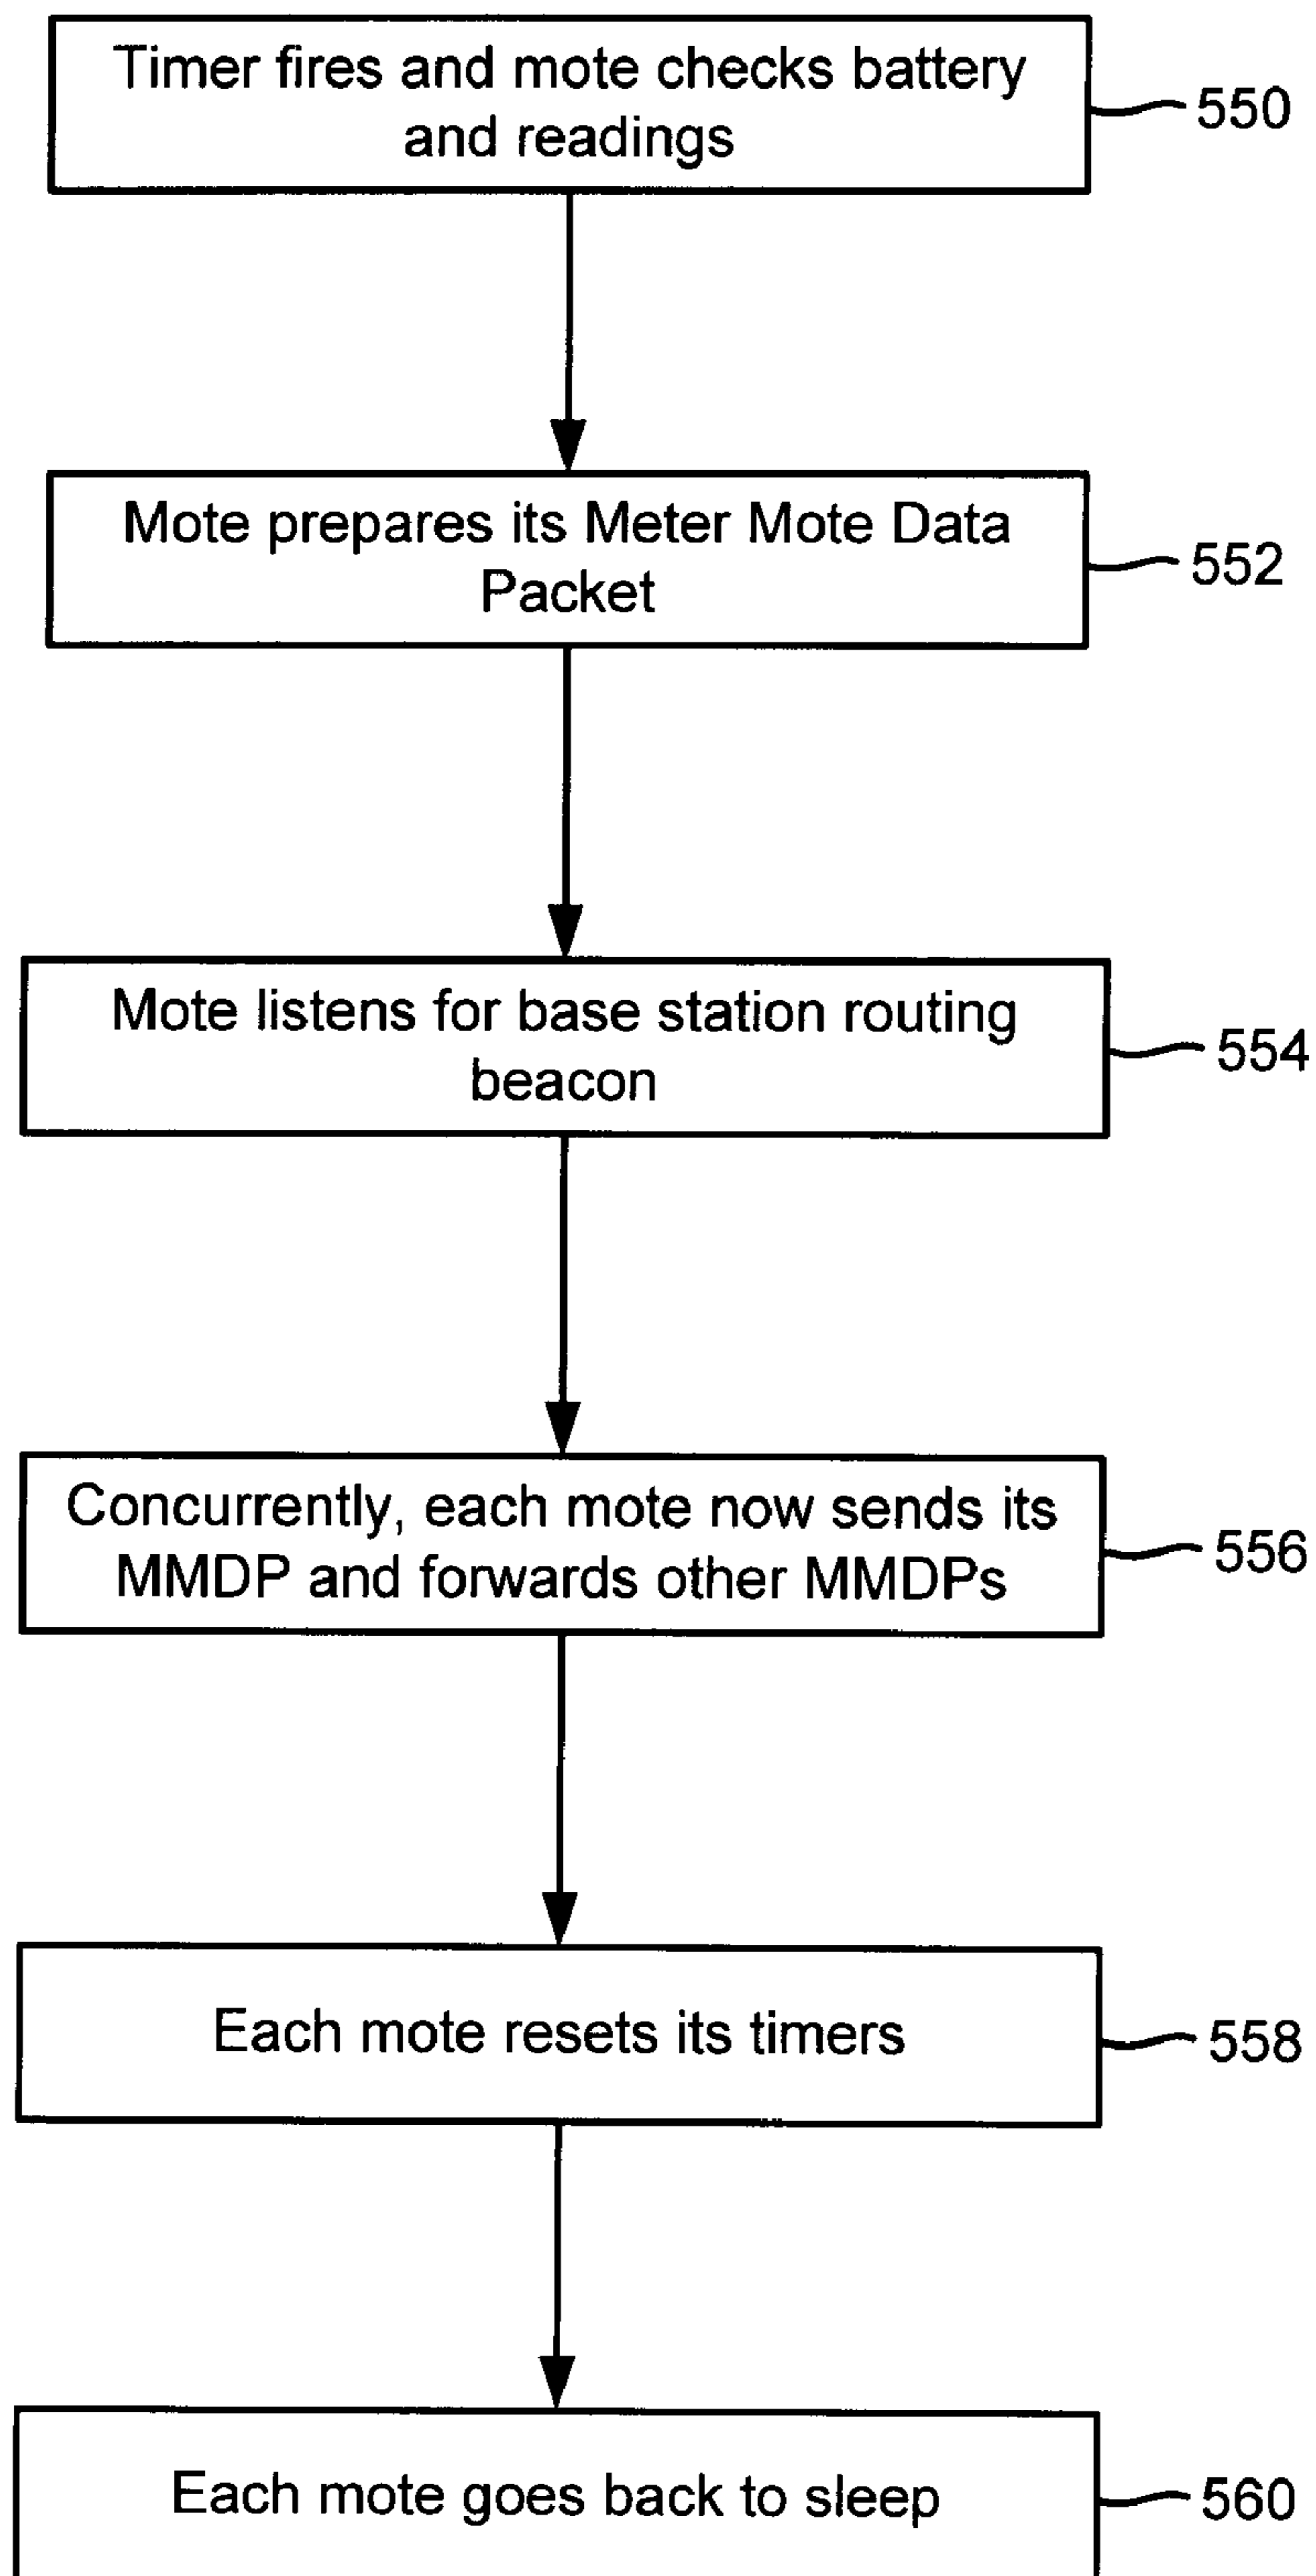 Timer fires and mote checks battery
and readings
550
Mote prepares its Meter Mote Data
Packet
552
Mote listens for base station routing
beacon
554
Concurrently, each mote now sends its
MMDP and forwards other MMDPs
556
Each mote resets its timers
558
Each mote goes back to sleep
560